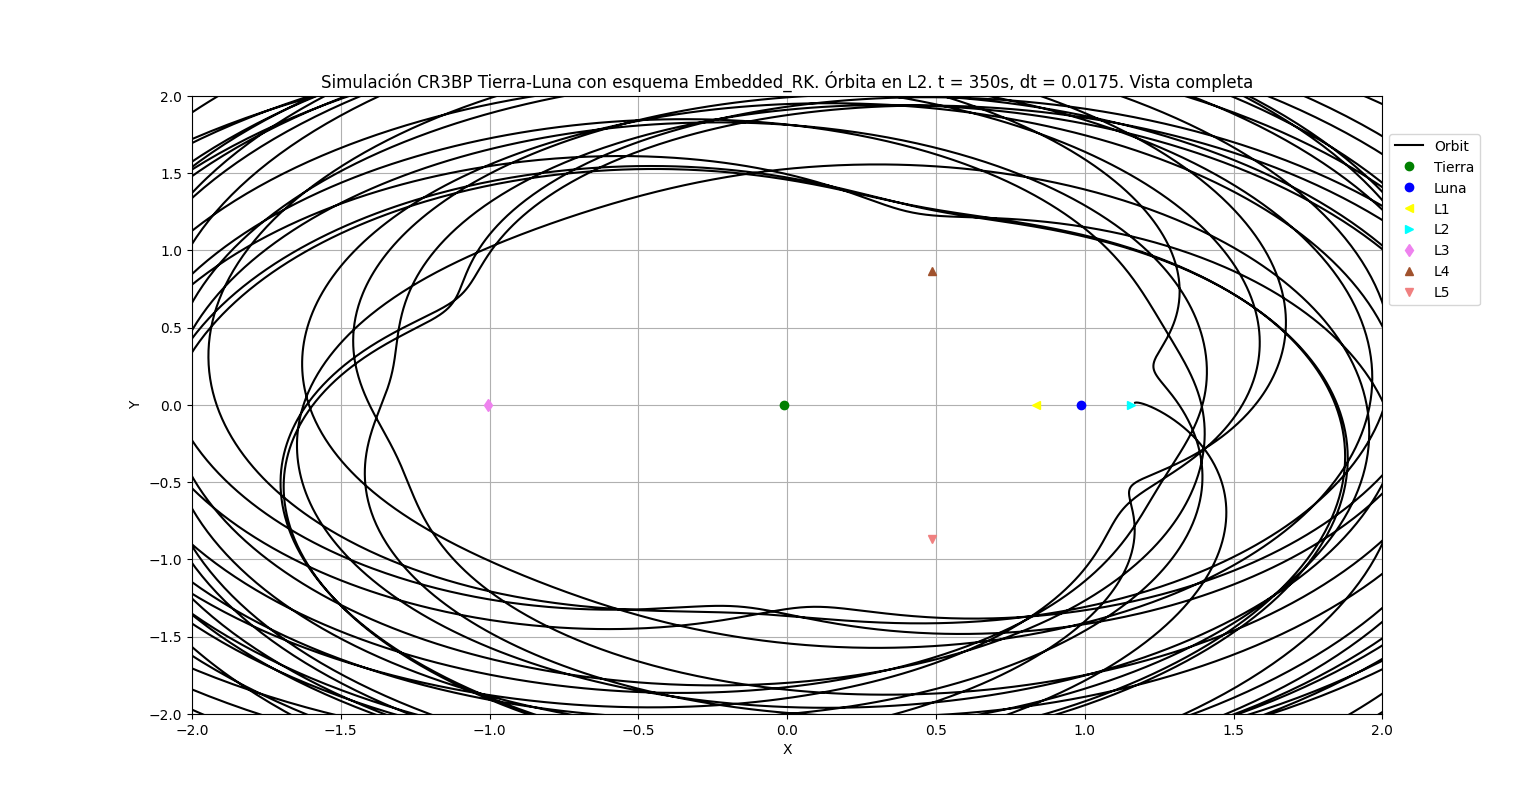 Simulación CR3BP Tierra-Luna con esquema Embedded_RK. Órbita en L2. t = 350s, dt = 0.0175. Vista completa
2.0
1.5
1.0
0.5
0.0
−0.5
−1.0
−1.5
−2.0
Y
−2.0 −1.5 −1.0 −0.5 0.0 0.5 1.0 1.5 2.0
X
Orbit
Tierra
Luna
L1
L2
L3
L4
L5